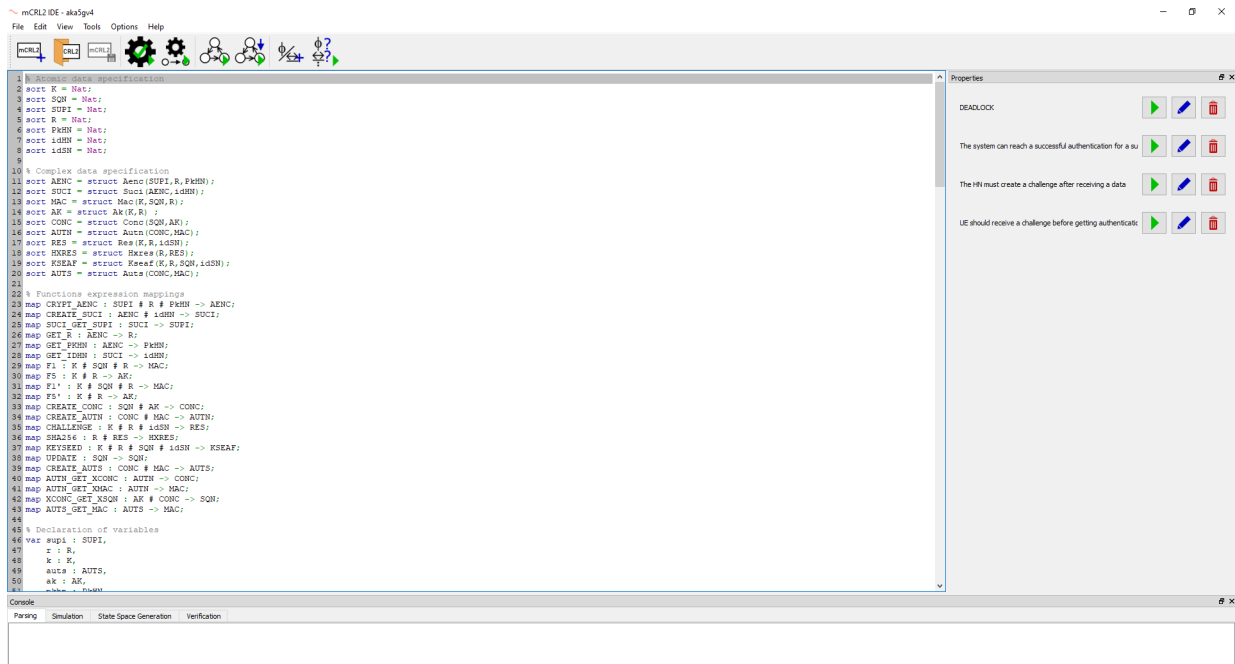 mCRL2 IDE - aka5gv4
File Edit View Tools Options Help
mCRL2
CRL2
mCRL2
1 % Atomic data specification
2 sort K = Nat;
3 sort SQN = Nat;
4 sort SUPI = Nat;
5 sort R = Nat;
6 sort PkHN = Nat;
7 sort idHN = Nat;
8 sort idSN = Nat;
9
10 % Complex data specification
11 sort AENC = struct Aenc(SUPI,R,PkHN);
12 sort SUCI = struct Suci(AENC,idHN);
13 sort MAC = struct Mac(K,SQN,R);
14 sort AK = struct Ak(K,R) ;
15 sort CONC = struct Conc(SQN,AK);
16 sort AUTN = struct Autn(CONC,MAC);
17 sort RES = struct Res(K,R,idSN);
18 sort HXRES = struct Hxres(R,RES);
19 sort KSEAF = struct Kseaf(K,R,SQN,idSN);
20 sort AUTS = struct Auts(CONC,MAC);
21
22 % Functions expression mappings
23 map CRYPT_AENC : SUPI # R # PkHN -> AENC;
24 map CREATE_SUCI : AENC # idHN -> SUCI;
25 map SUCI_GET_SUPI : SUCI -> SUPI;
26 map GET_R : AENC -> R;
27 map GET_PKHN : AENC -> PkHN;
28 map GET_IDHN : SUCI -> idHN;
29 map F1 : K # SQN # R -> MAC;
30 map F5 : K # R -> AK;
31 map F1' : K # SQN # R -> MAC;
32 map F5' : K # R -> AK;
33 map CREATE_CONC : SQN # AK -> CONC;
34 map CREATE_AUTN : CONC # MAC -> AUTN;
35 map CHALLENGE : K # R # idSN -> RES;
36 map SHA256 : R # RES -> HXRES;
37 map KEYSEED : K # R # SQN # idSN -> KSEAF;
38 map UPDATE : SQN -> SQN;
39 map CREATE_AUTS : CONC # MAC -> AUTS;
40 map AUTN_GET_XCONC : AUTN -> CONC;
41 map AUTN_GET_XMAC : AUTN -> MAC;
42 map XCONC_GET_XSQN : AK # CONC -> SQN;
43 map AUTS_GET_MAC : AUTS -> MAC;
44
45 % Declaration of variables
46 var supi : SUPI,
47 r : R,
48 k : K,
49 auts : AUTS,
50 ak : AK,
Properties
DEADLOCK
The system can reach a successful authentication for a su
The HN must create a challenge after receiving a data
UE should receive a challenge before getting authenticatic
Console
Parsing Simulation State Space Generation Verification